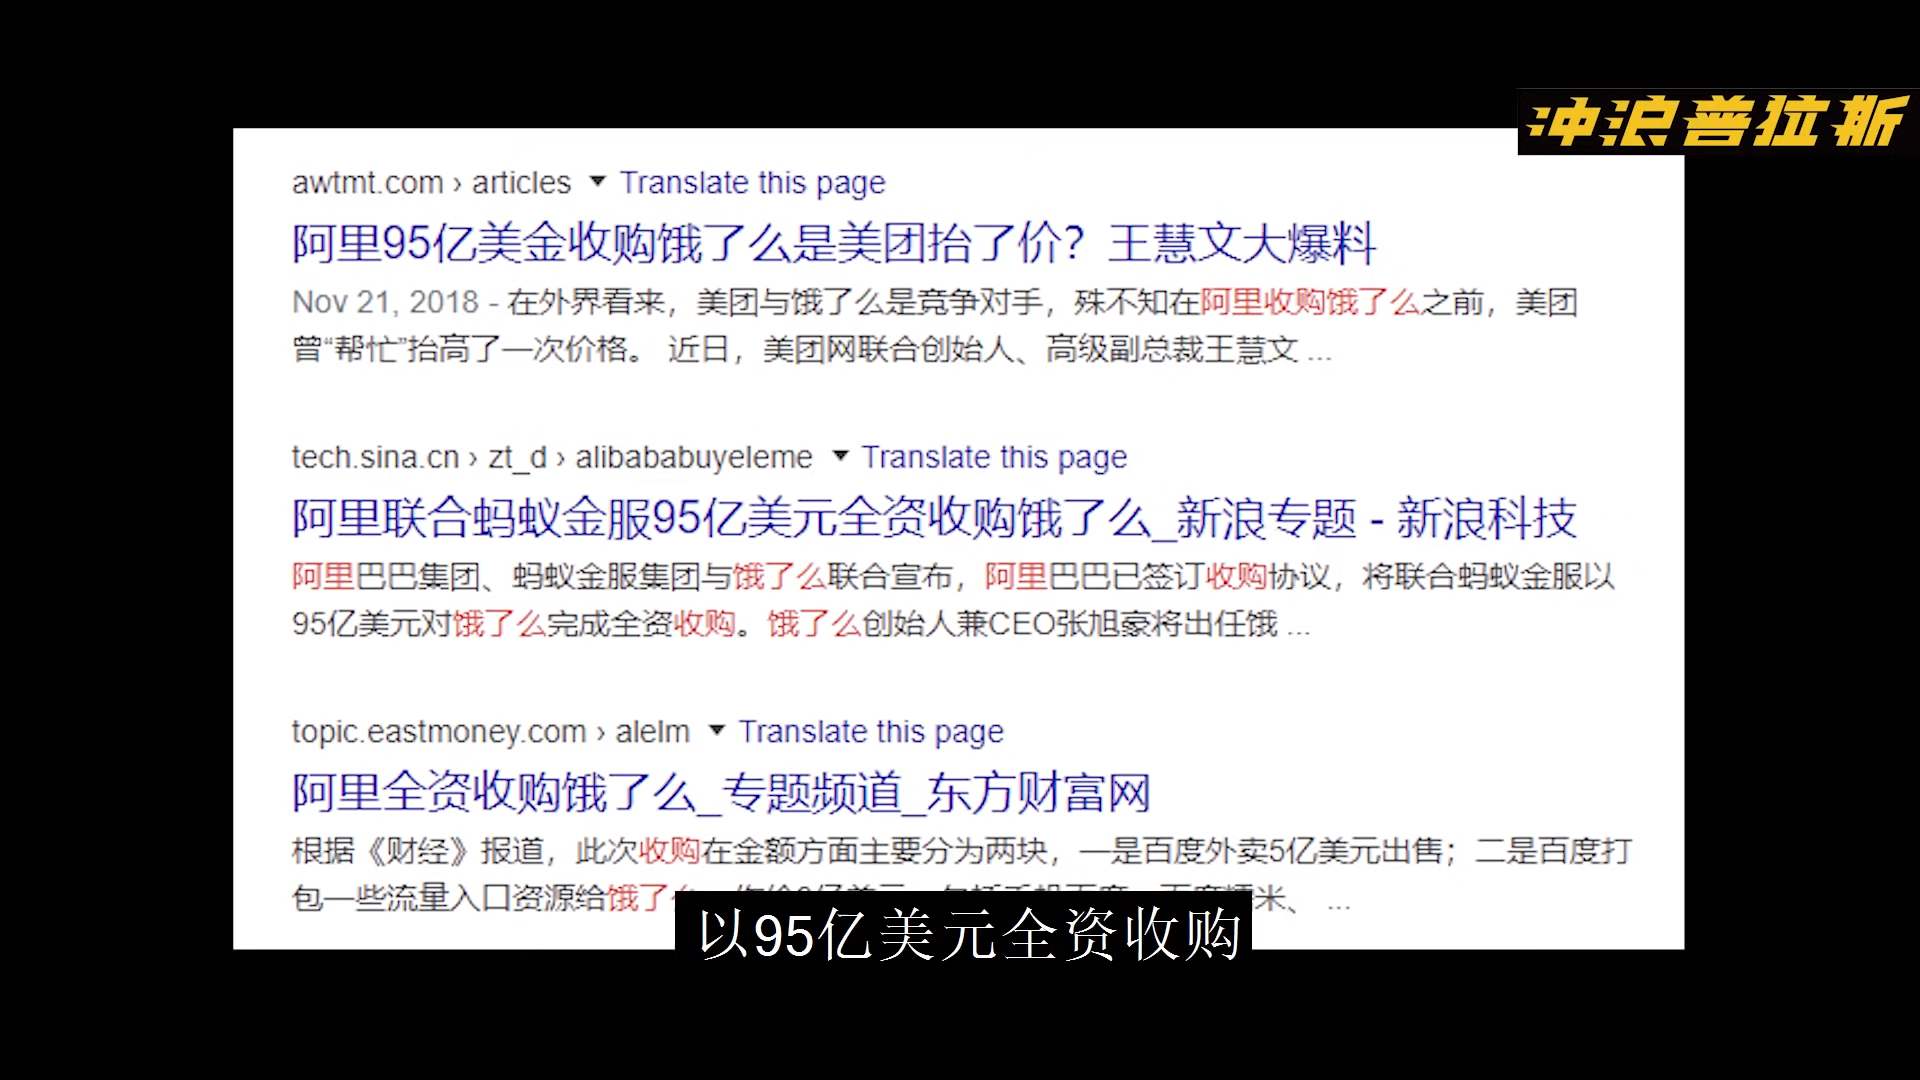 冲浪普拉斯
awtmt.com › articles ▼ Translate this page
阿里95亿美金收购饿了么是美团抬了价？王慧文大爆料
Nov 21, 2018 - 在外界看来，美团与饿了么是竞争对手，殊不知在阿里收购饿了么之前，美团
曾“帮忙”抬高了一次价格。 近日，美团网联合创始人、高级副总裁王慧文 ...
tech.sina.cn › zt_d › alibababuyeleme ▼ Translate this page
阿里联合蚂蚁金服95亿美元全资收购饿了么_新浪专题 - 新浪科技
阿里巴巴集团、蚂蚁金服集团与饿了么联合宣布，阿里巴巴已签订收购协议，将联合蚂蚁金服以
95亿美元对饿了么完成全资收购。饿了么创始人兼CEO张旭豪将出任饿 ...
topic.eastmoney.com › alelm ▼ Translate this page
阿里全资收购饿了么_专题频道_东方财富网
根据《财经》报道，此次收购在金额方面主要分为两块，一是百度外卖5亿美元出售；二是百度打
包一些流量入口资源给饿了 米、 ...
以95亿美元全资收购